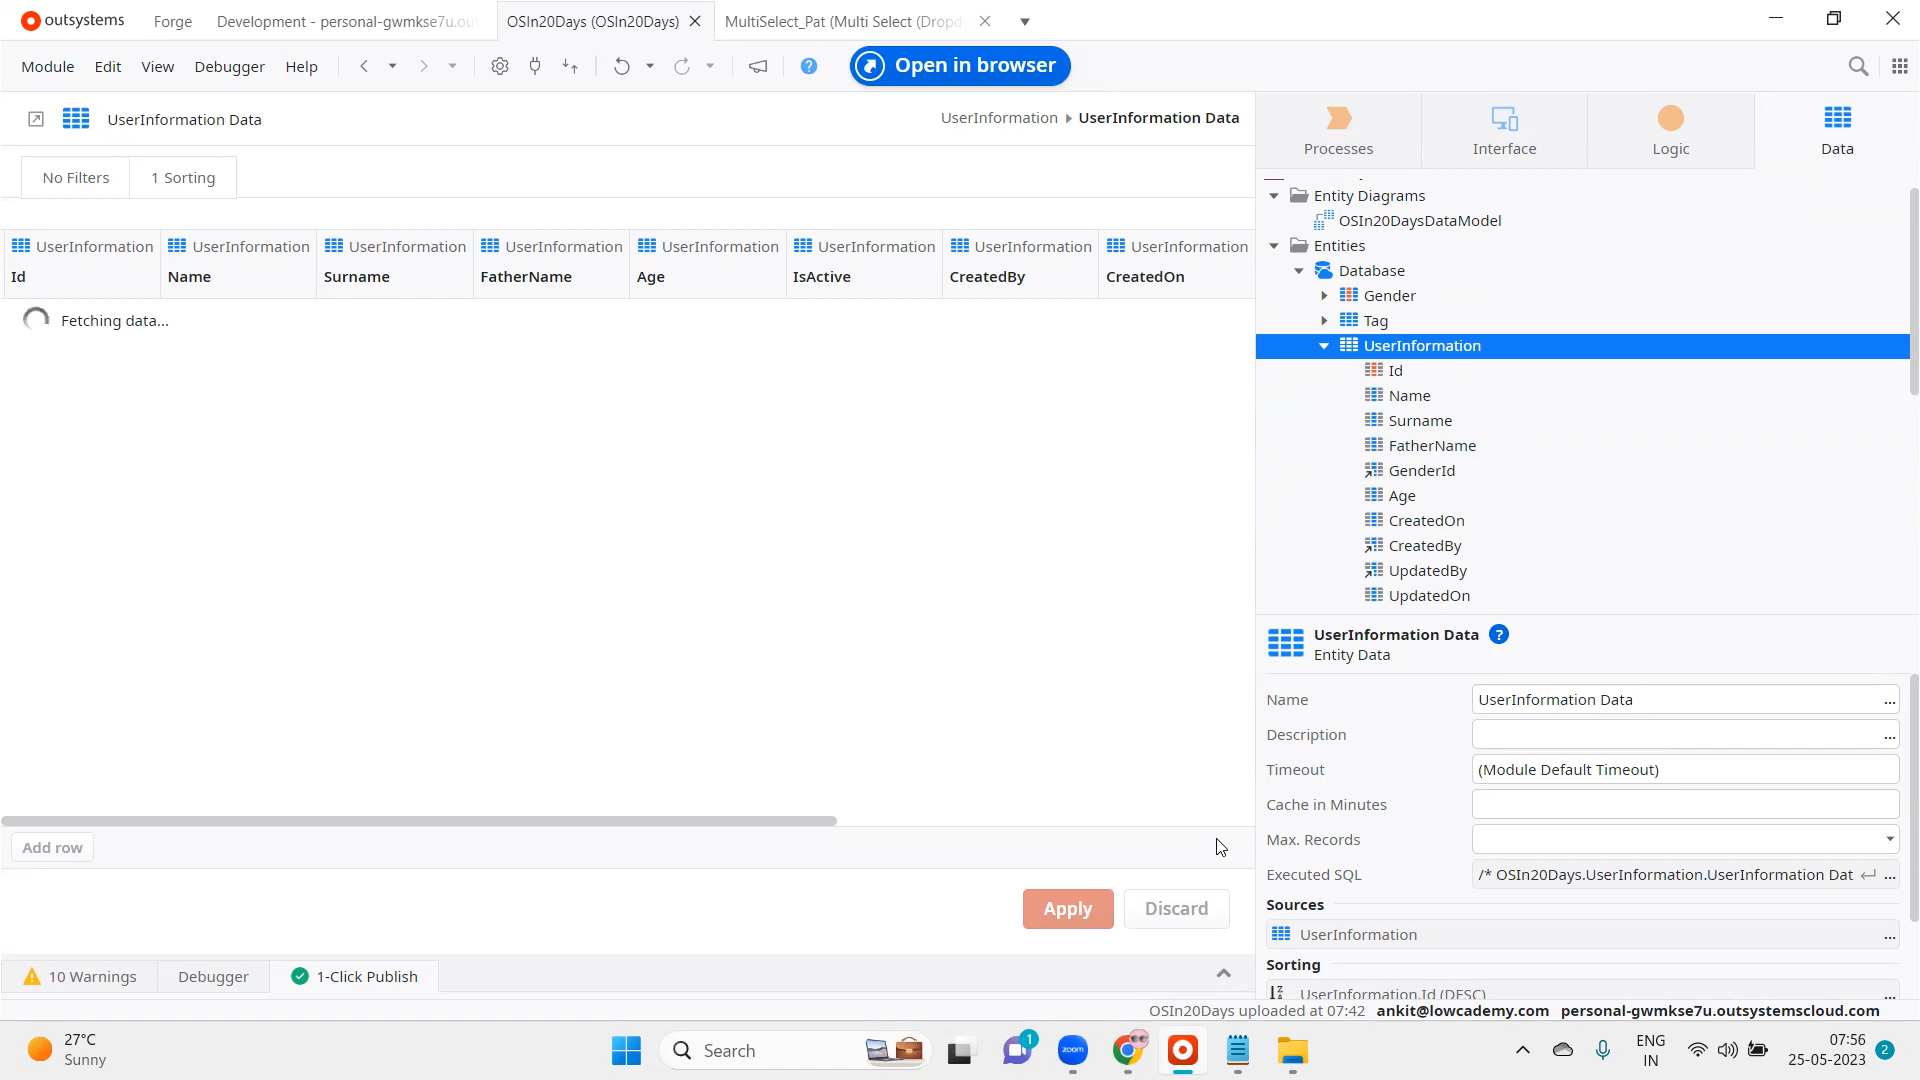 outsystems
Forge
Development - personal-gwmkse7u.ou
OSIn20Days (OSIn20Days)
MultiSelect_Pat (Multi Select (Dropd
Module
Edit
View
Debugger
Help
Open in browser
UserInformation Data
UserInformation
UserInformation Data
Processes
Interface
Logic
Data
No Filters
1 Sorting
UserInformation
UserInformation
UserInformation
UserInformation
UserInformation
UserInformation
UserInformation
UserInformation
Id
Name
Surname
FatherName
Age
IsActive
CreatedBy
CreatedOn
Fetching data...
Entity Diagrams
OSIn20DaysDataModel
Entities
Database
Gender
Tag
UserInformation
Id
Name
Surname
FatherName
GenderId
Age
CreatedOn
CreatedBy
UpdatedBy
UpdatedOn
UserInformation Data ?
Entity Data
Name UserInformation Data ...
Description ...
Timeout (Module Default Timeout)
Cache in Minutes
Max. Records
Executed SQL /* OSIn20Days.UserInformation.UserInformation Dat ...
Sources
UserInformation ...
Sorting
UserInformation.Id (DESC) ...
Add row
Apply
Discard
10 Warnings
Debugger
1-Click Publish
OSIn20Days uploaded at 07:42 ankit@lowcademy.com personal-gwmkse7u.outsystemscloud.com
27°C
Sunny
Search
1
zoom
ENG
IN
07:56
25-05-2023
2